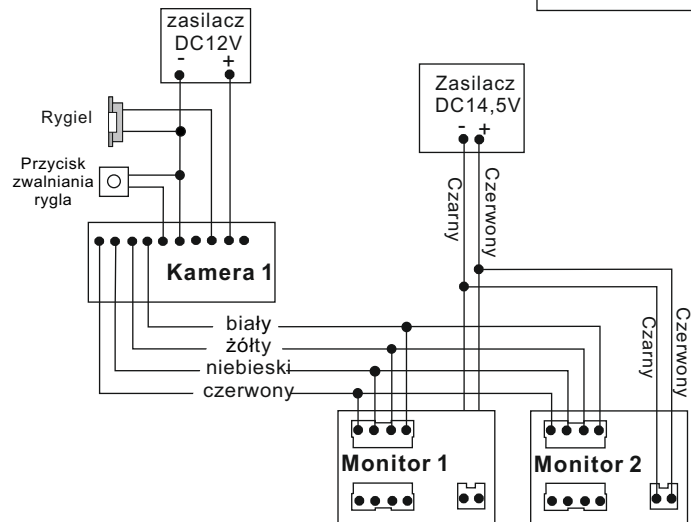 zasilacz
DC12V
- +
Rygiel
Przycisk
zwalniania
rygla
Zasilacz
DC14,5V
- +
Czarny
Czerwony
Kamera 1
biały
żółty
niebieski
czerwony
Czarny
Czerwony
Monitor 1
Monitor 2